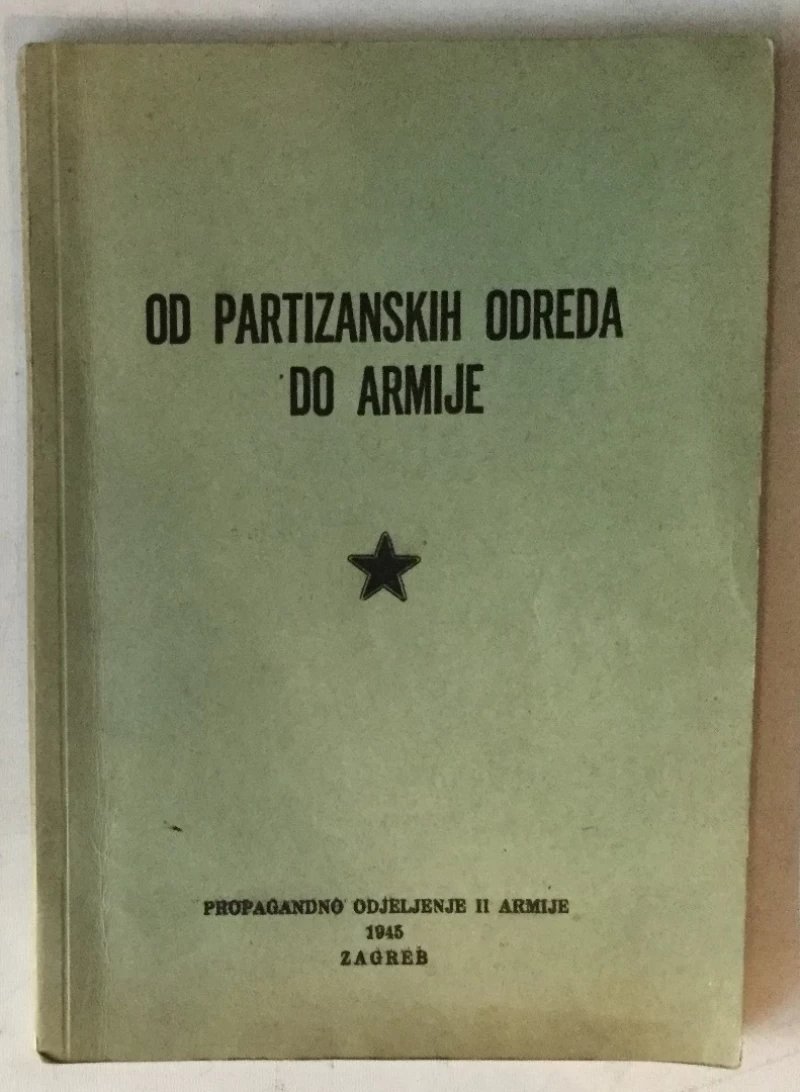 OD PARTIZANSKIH ODREDA
DO ARMIJE
PROPAGANDNO ODJELJENJE II ARMIJE
1945
ZAGREB